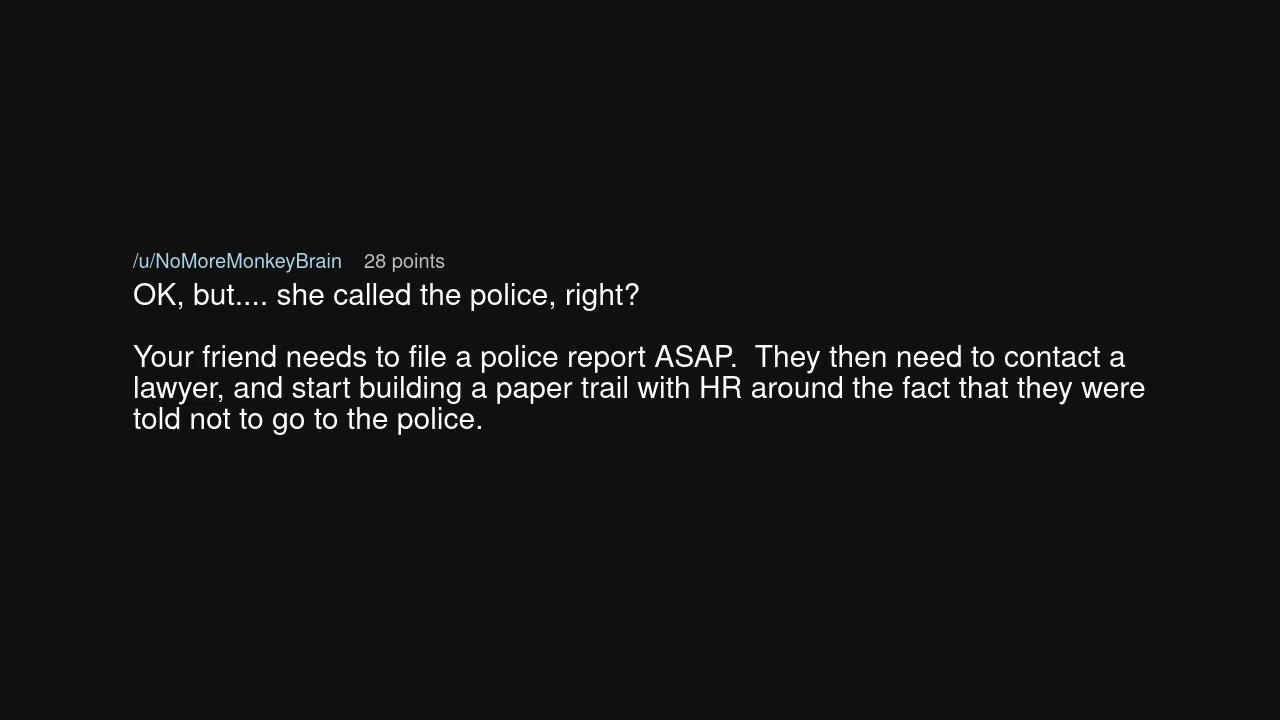 /u/NoMoreMonkeyBrain 28 points
OK, but.... she called the police, right?
Your friend needs to file a police report ASAP.  They then need to contact a
lawyer, and start building a paper trail with HR around the fact that they were
told not to go to the police.